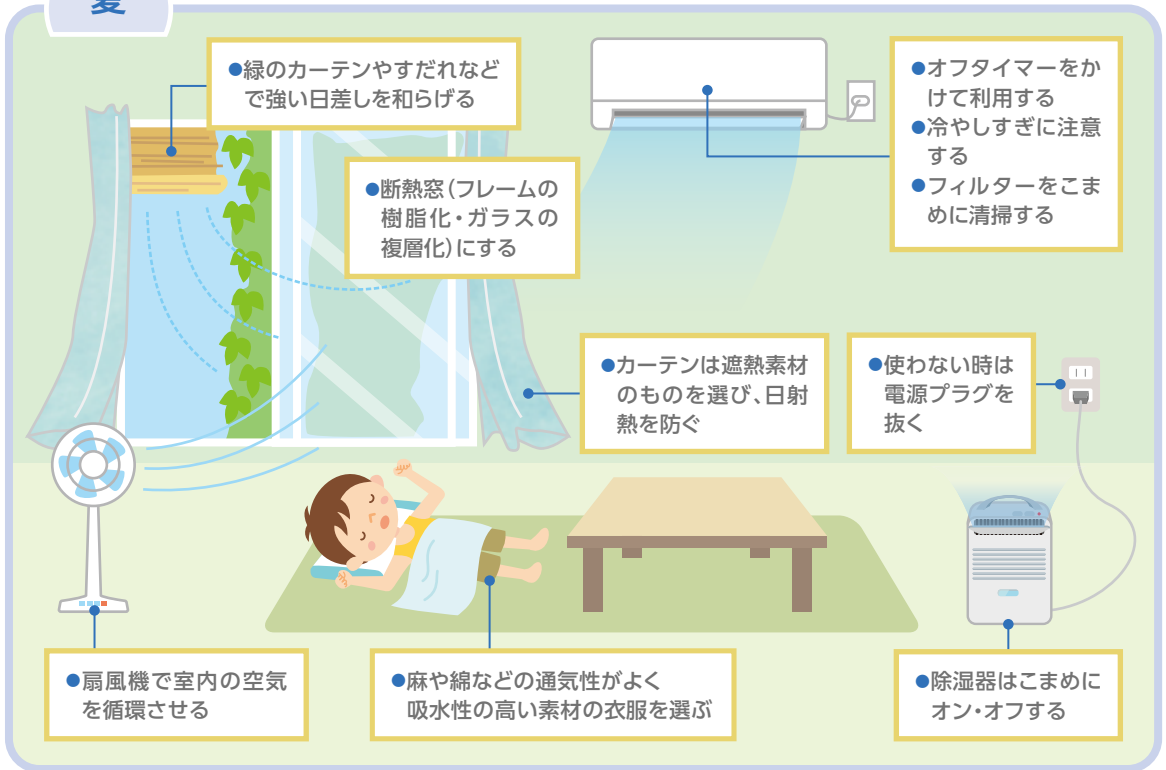 夏
●緑のカーテンやすだれなど
で強い日差しを和らげる
●オフタイマーをか
けて利用する
●冷やしすぎに注意
する
●フィルターをこま
めに清掃する
●断熱窓(フレームの
樹脂化・ガラスの
複層化)にする
●カーテンは遮熱素材
のものを選び、日射
熱を防ぐ
●使わない時は
電源プラグを
抜く
●扇風機で室内の空気
を循環させる
●麻や綿などの通気性がよく
吸水性の高い素材の衣服を選ぶ
●除湿器はこまめに
オン・オフする